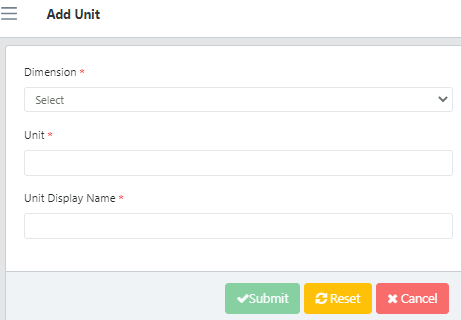 Add Unit
Dimension *
Select
Unit *
Unit Display Name *
Submit Reset Cancel